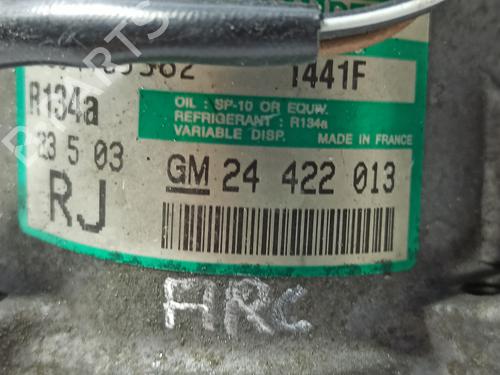 1441F
R134a
OIL : SP-10 OR EQUIV.
REFRIGERANT : R134a
VARIABLE DISP.
MADE IN FRANCE
23 5 03
GM 24 422 013
RJ